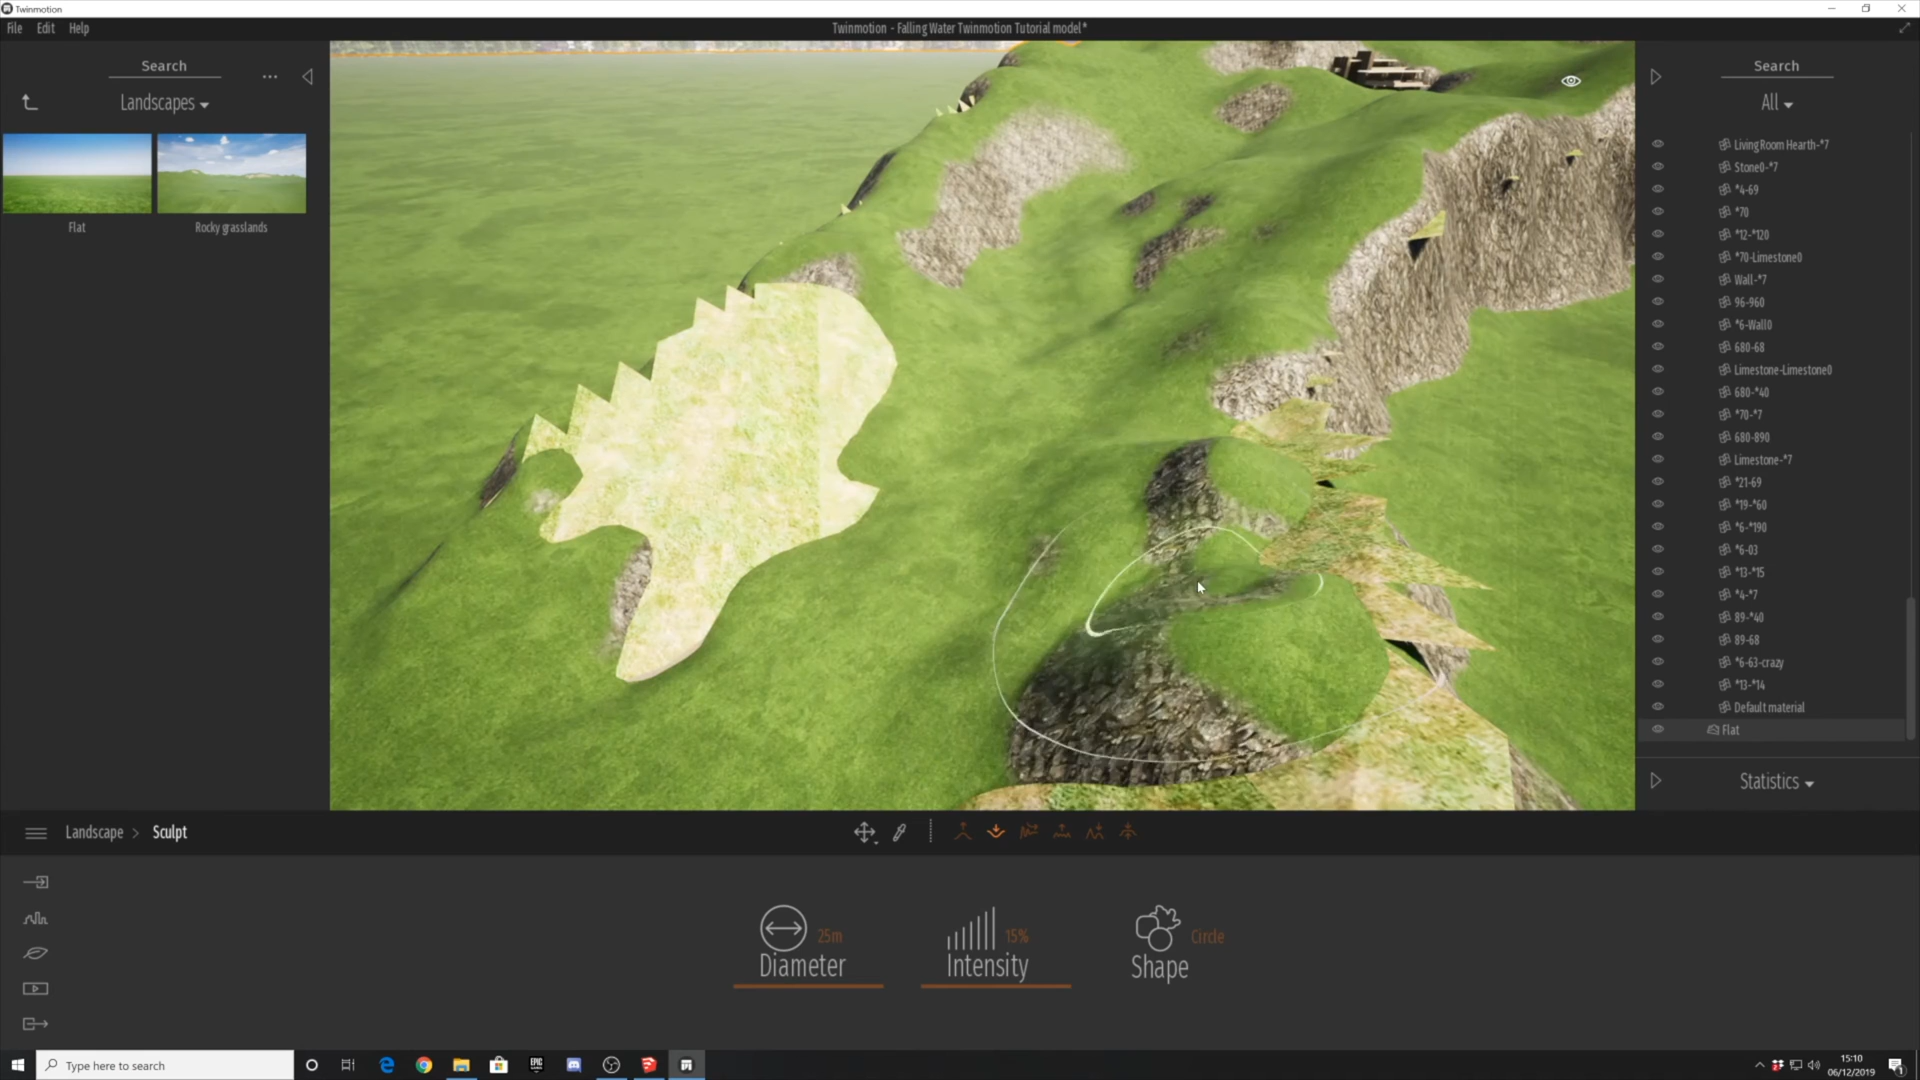 Twinmotion
File Edit Help
Twinmotion - Falling Water Twinmotion Tutorial model*
Search
...
Landscapes
Flat
Rocky grasslands
Search
All
LivingRoom Hearth-*7
Stone0-*7
*4-69
*70
*12-*120
*70-Limestone0
Wall-*7
96-960
*6-Wall0
680-68
Limestone-Limestone0
680-*40
*70-*7
680-890
Limestone-*7
*21-69
*19-*60
*6-*190
*6-03
*13-*15
*4-*7
89-*40
89-68
*6-63-crazy
*13-*14
Default material
Flat
Statistics
Landscape > Sculpt
25m
Diameter
15%
Intensity
Circle
Shape
Type here to search
EPIC
GAMES
15:10
06/12/2019
1